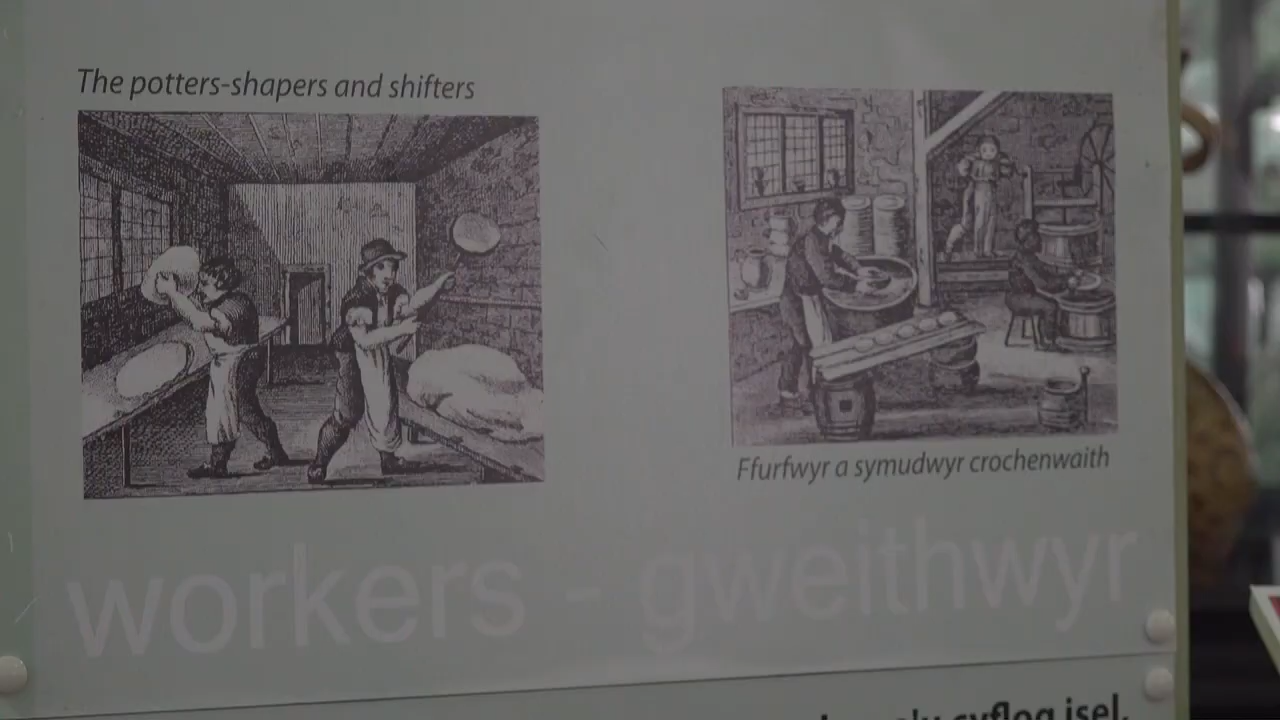 The potters-shapers and shifters
Ffurfwyr a symudwyr crochenwaith
workers - gweithwyr
cyflog isel.